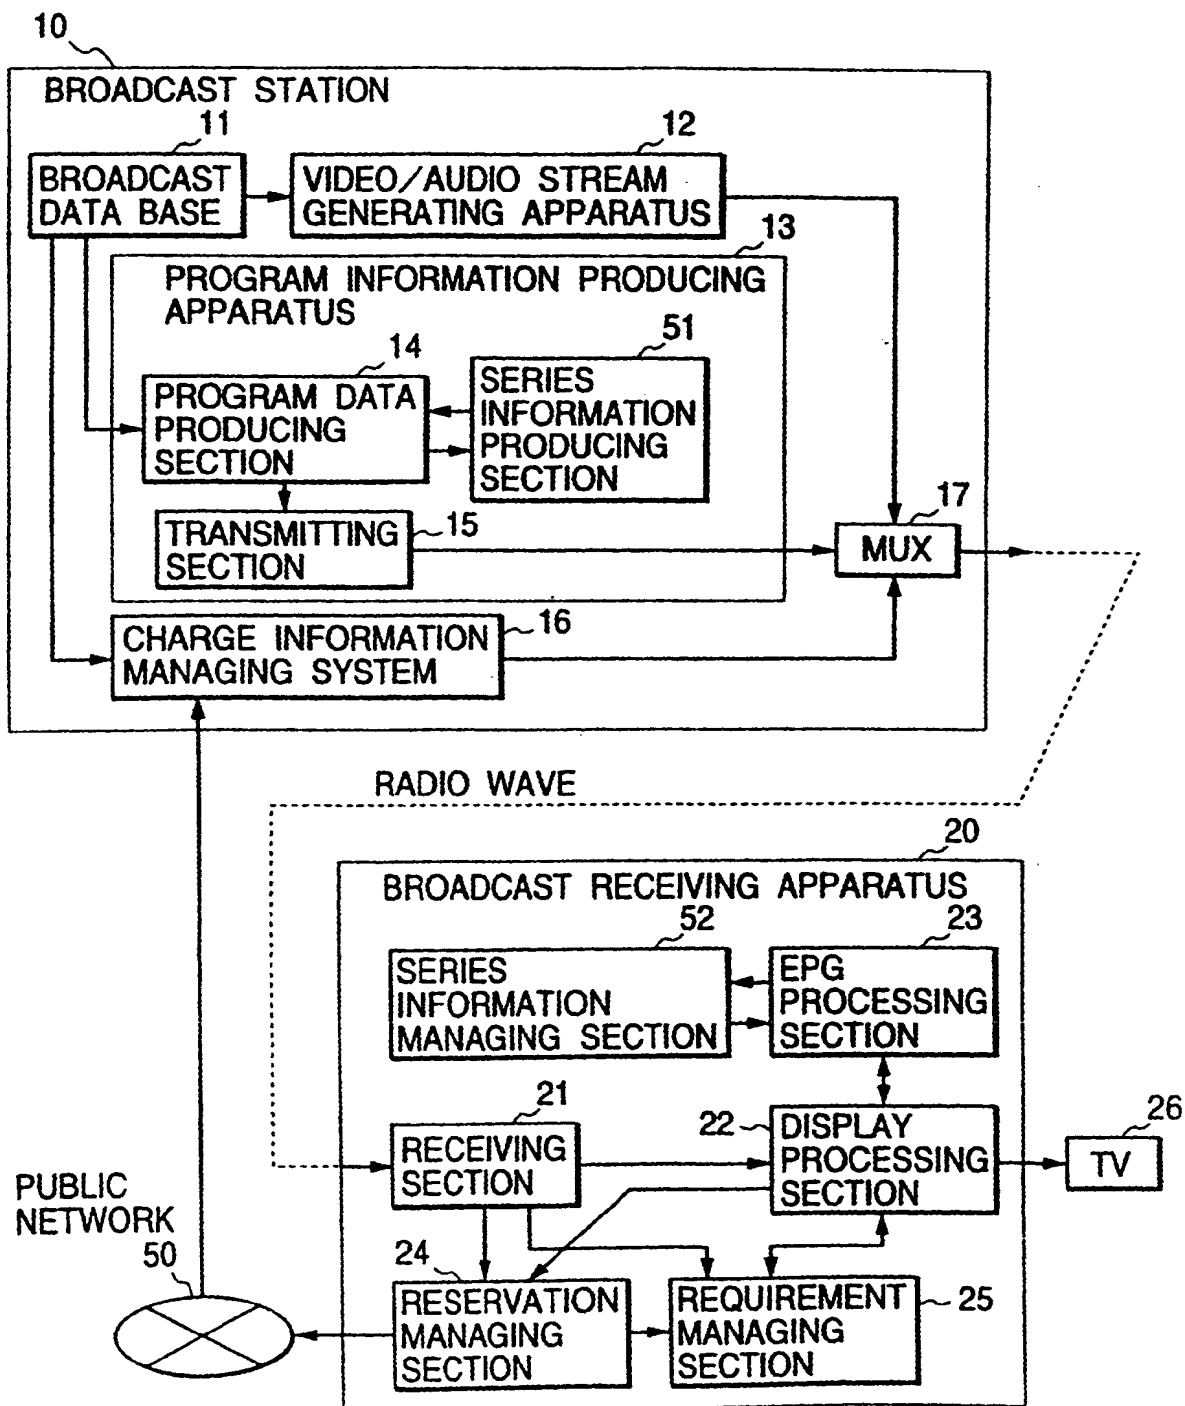 10
BROADCAST STATION
11
12
BROADCAST
DATA BASE
VIDEO/AUDIO STREAM
GENERATING APPARATUS
13
PROGRAM INFORMATION PRODUCING
APPARATUS
14
51
PROGRAM DATA
PRODUCING
SECTION
SERIES
INFORMATION
PRODUCING
SECTION
TRANSMITTING
SECTION
15
17
MUX
16
CHARGE INFORMATION
MANAGING SYSTEM
RADIO WAVE
20
BROADCAST RECEIVING APPARATUS
52
23
SERIES
INFORMATION
MANAGING SECTION
EPG
PROCESSING
SECTION
21
22
26
RECEIVING
SECTION
DISPLAY
PROCESSING
SECTION
TV
PUBLIC
NETWORK
50
24
RESERVATION
MANAGING
SECTION
REQUIREMENT
MANAGING
SECTION
25